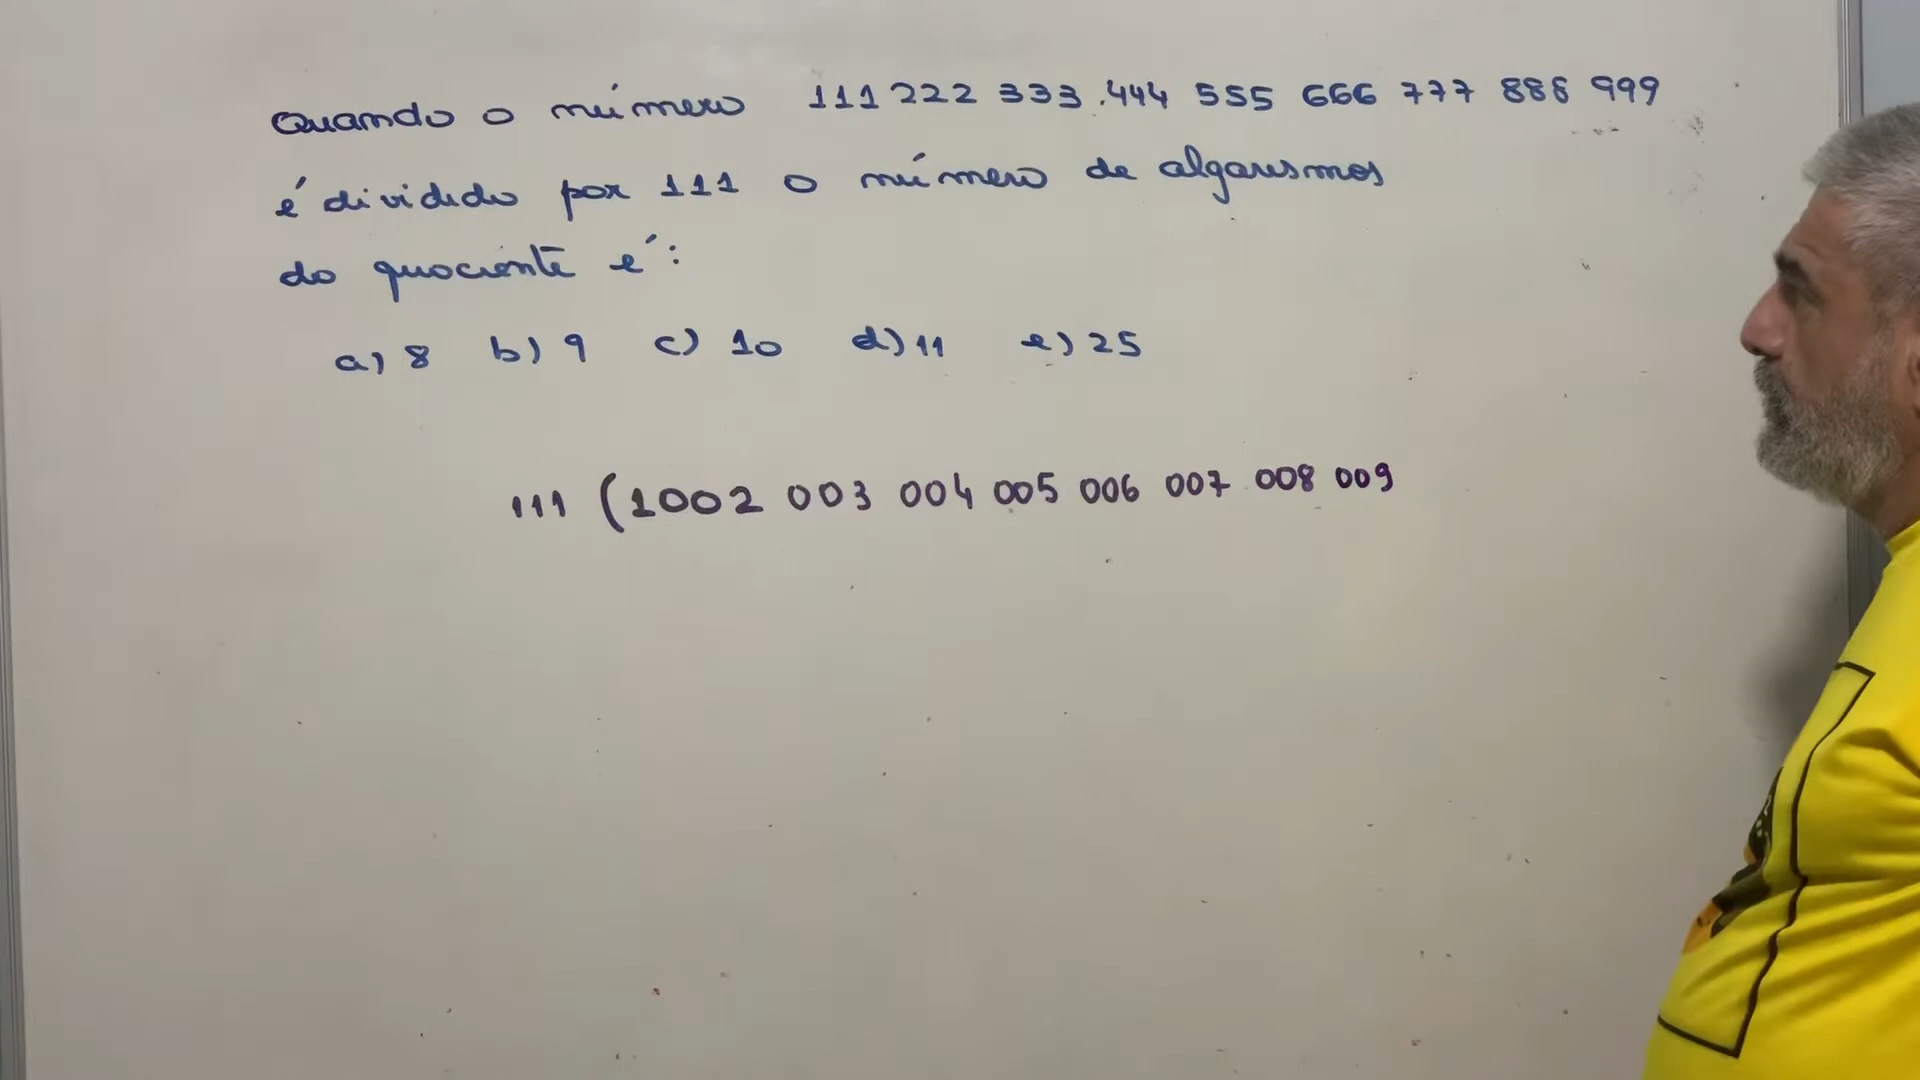 Quando o número 111 222 333.444 555 666 777 888 999
é dividido por 111 o número de algarismos
do quociente é:
a) 8 b) 9 c) 10 d) 11 e) 25
111 (1002 003 004 005 006 007 008 009